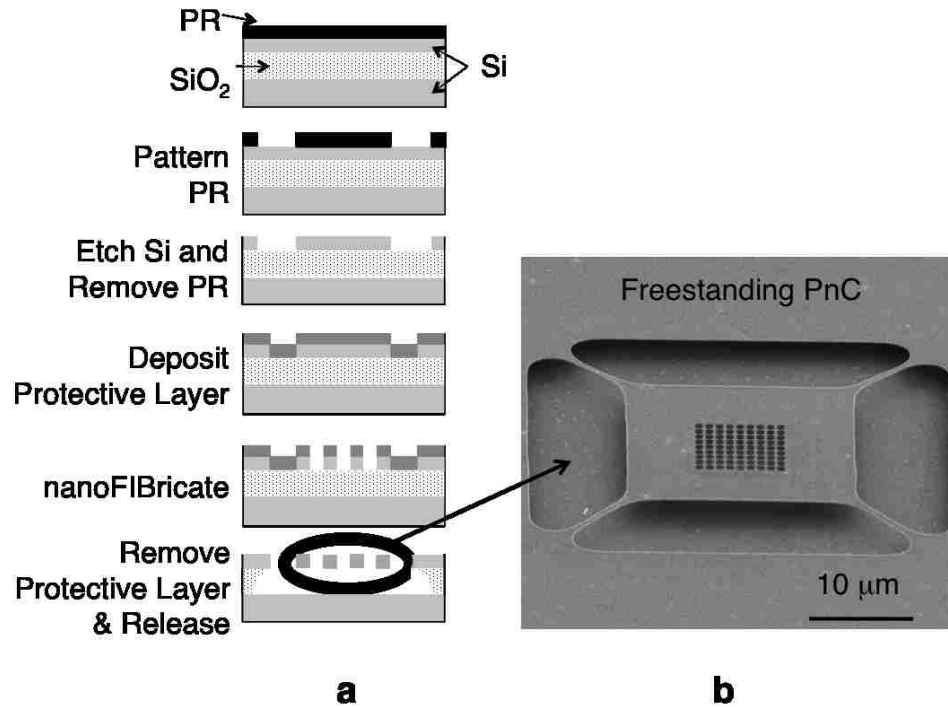 PR
SiO₂
Si
Pattern
PR
Etch Si and
Remove PR
Deposit
Protective Layer
nanoFIBricate
Remove
Protective Layer
& Release
Freestanding PnC
10 μm
a
b